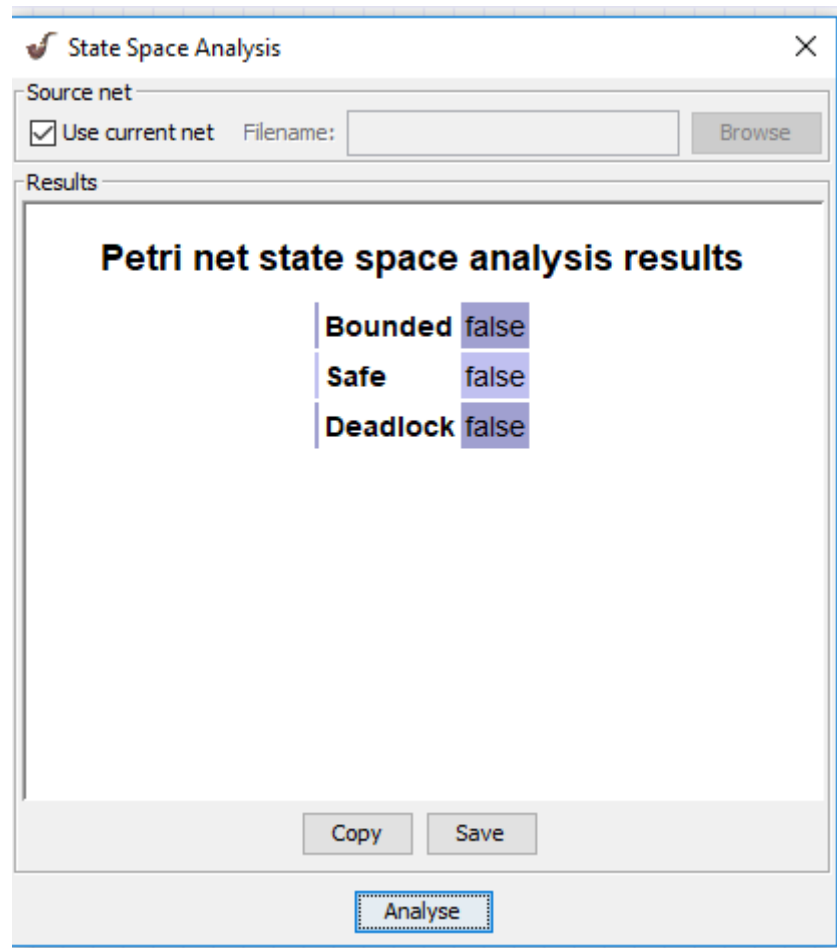 State Space Analysis
Source net
Use current net Filename: Browse
Results
Petri net state space analysis results
Bounded false
Safe false
Deadlock false
Copy Save
Analyse